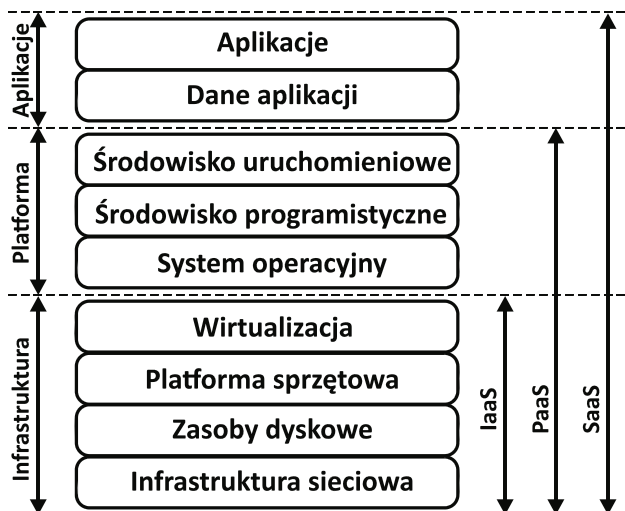 Aplikacje
Aplikacje
Dane aplikacji
Platforma
Środowisko uruchomieniowe
Środowisko programistyczne
System operacyjny
Infrastruktura
Wirtualizacja
Platforma sprzętowa
Zasoby dyskowe
Infrastruktura sieciowa
IaaS
PaaS
SaaS